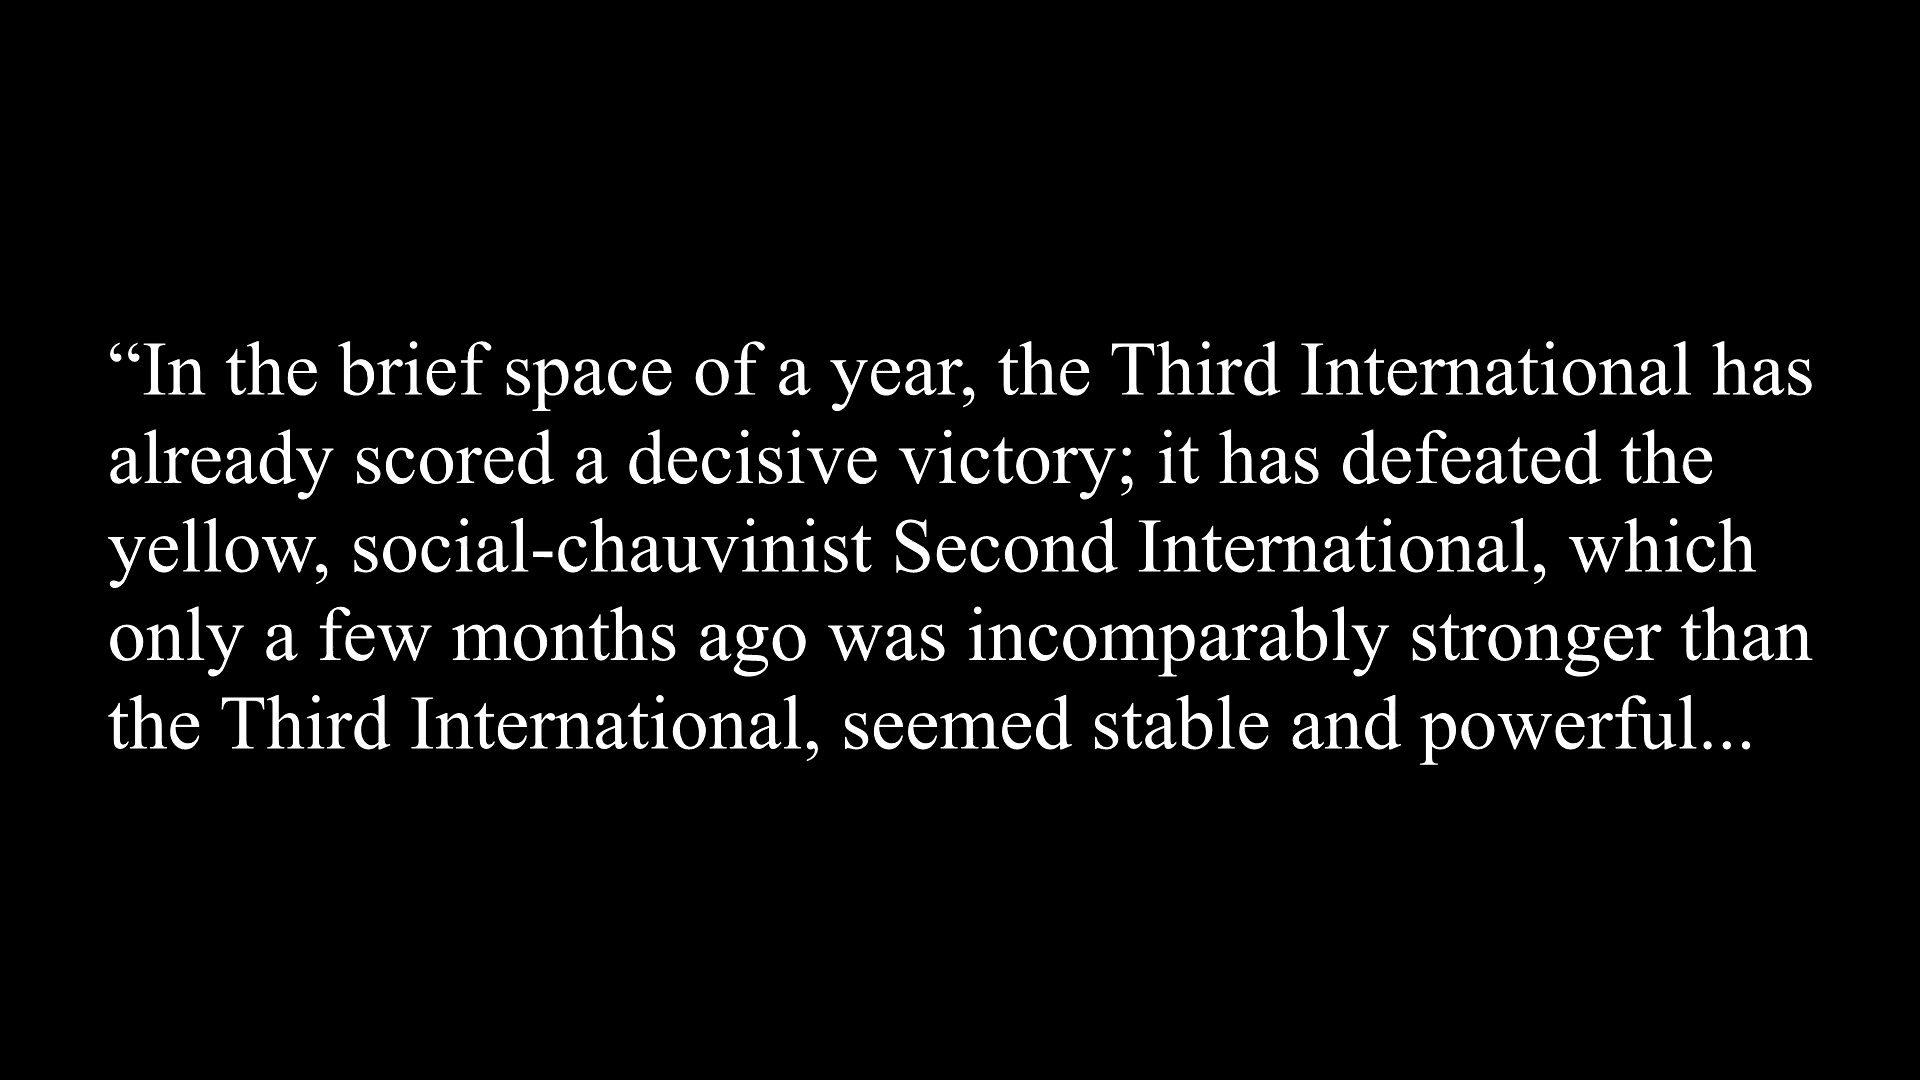 “In the brief space of a year, the Third International has
already scored a decisive victory; it has defeated the
yellow, social-chauvinist Second International, which
only a few months ago was incomparably stronger than
the Third International, seemed stable and powerful...